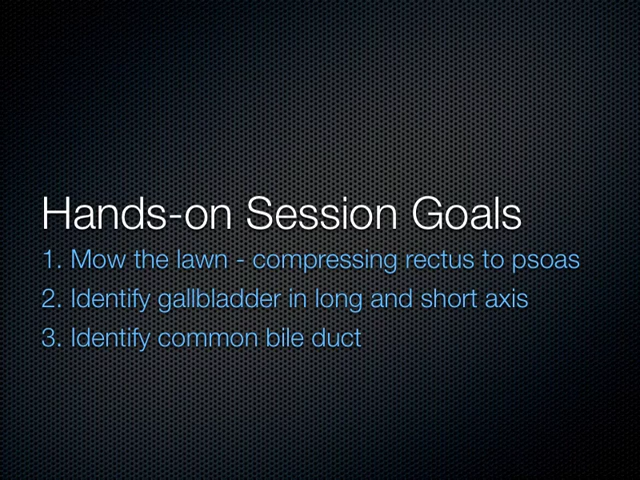 Hands-on Session Goals
1. Mow the lawn - compressing rectus to psoas
2. Identify gallbladder in long and short axis
3. Identify common bile duct